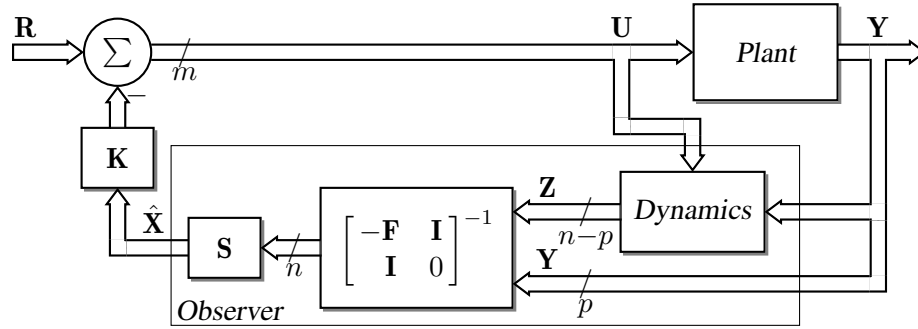 R
U
Y
∑
m
Plant
−
K
X̂
Z
Dynamics
S
n
[−F I
I 0]−1
n−p
Y
p
Observer